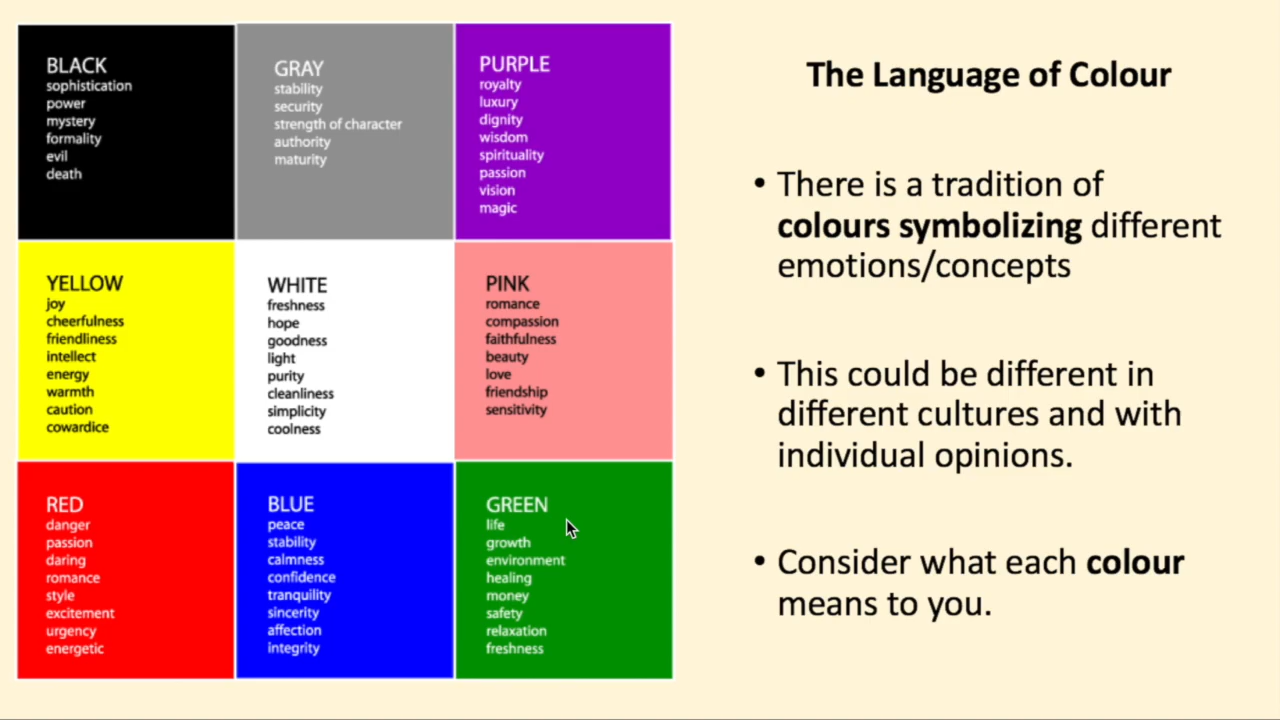 BLACK
sophistication
power
mystery
formality
evil
death
GRAY
stability
security
strength of character
authority
maturity
PURPLE
royalty
luxury
dignity
wisdom
spirituality
passion
vision
magic
YELLOW
joy
cheerfulness
friendliness
intellect
energy
warmth
caution
cowardice
WHITE
freshness
hope
goodness
light
purity
cleanliness
simplicity
coolness
PINK
romance
compassion
faithfulness
beauty
love
friendship
sensitivity
RED
danger
passion
daring
romance
style
excitement
urgency
energetic
BLUE
peace
stability
calmness
confidence
tranquility
sincerity
affection
integrity
GREEN
life
growth
environment
healing
money
safety
relaxation
freshness
The Language of Colour
• There is a tradition of
colours symbolizing different
emotions/concepts
• This could be different in
different cultures and with
individual opinions.
• Consider what each colour
means to you.